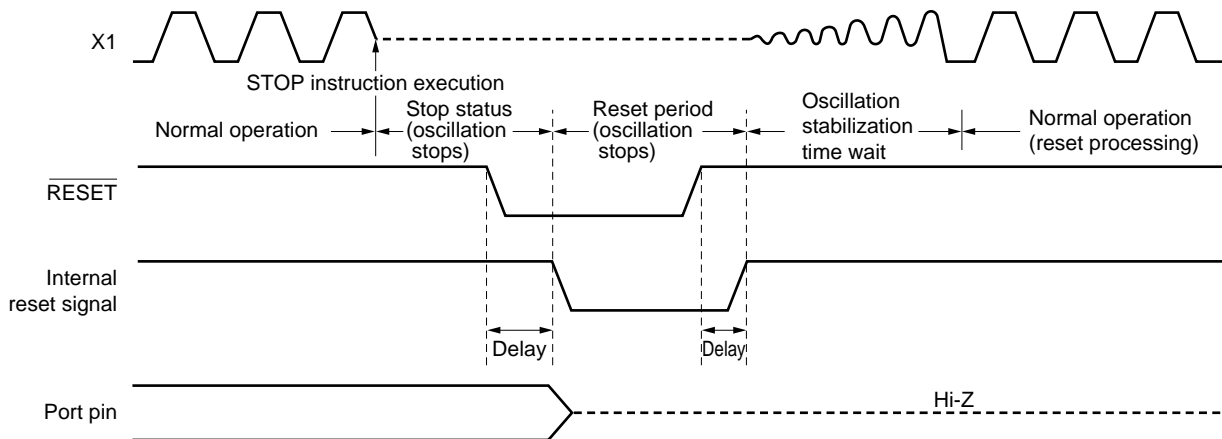 X1
STOP instruction execution
Normal operation
Stop status
(oscillation
stops)
Reset period
(oscillation
stops)
Oscillation
stabilization
time wait
Normal operation
(reset processing)
RESET
Internal
reset signal
Delay
Delay
Port pin
Hi-Z